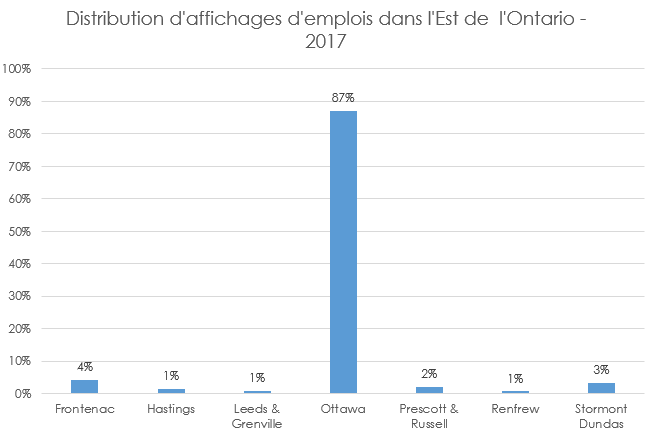 Distribution d'affichages d'emplois dans l'Est de  l'Ontario -
2017
100%
90%
80%
70%
60%
50%
40%
30%
20%
10%
0%
4%
1%
1%
87%
2%
1%
3%
Frontenac
Hastings
Leeds &
Grenville
Ottawa
Prescott &
Russell
Renfrew
Stormont
Dundas